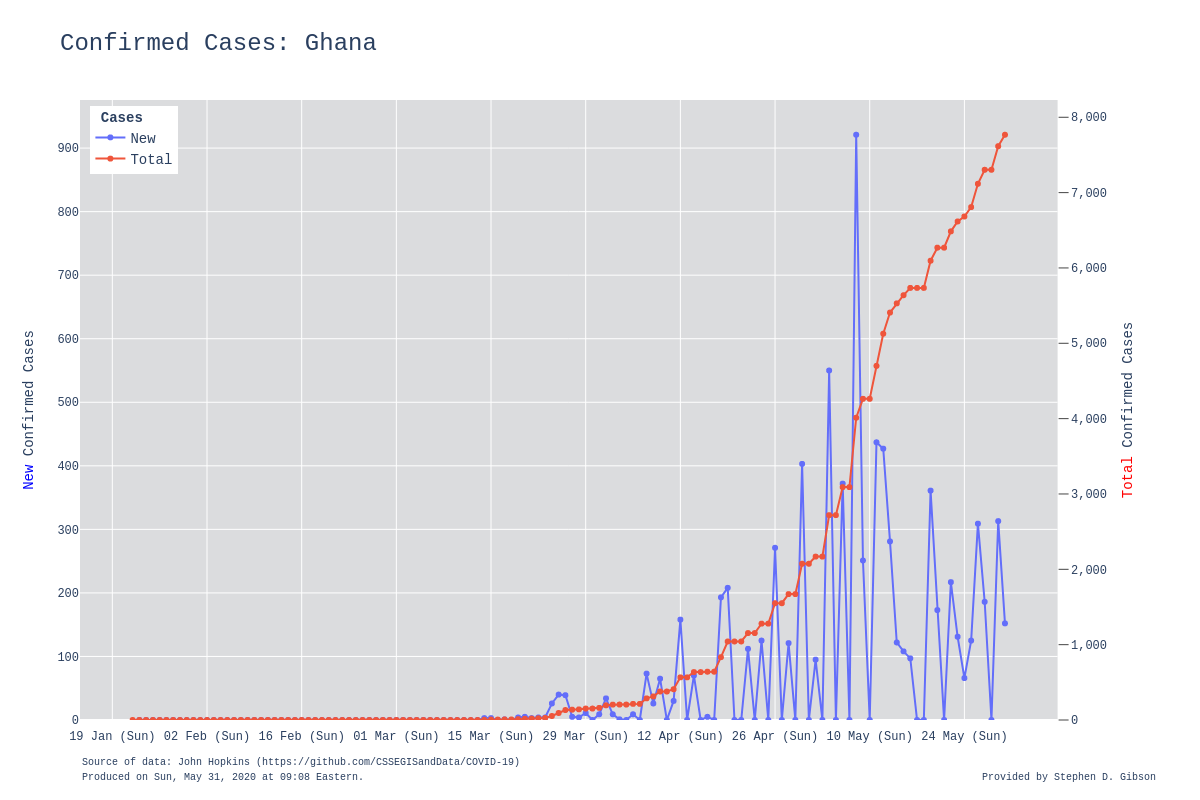 Confirmed Cases: Ghana
Cases
New
Total
900
800
700
600
500
400
300
200
100
0
New Confirmed Cases
8,000
7,000
6,000
5,000
4,000
3,000
2,000
1,000
0
Total Confirmed Cases
19 Jan (Sun) 02 Feb (Sun) 16 Feb (Sun) 01 Mar (Sun) 15 Mar (Sun) 29 Mar (Sun) 12 Apr (Sun) 26 Apr (Sun) 10 May (Sun) 24 May (Sun)
Source of data: John Hopkins (https://github.com/CSSEGISandData/COVID-19)
Produced on Sun, May 31, 2020 at 09:08 Eastern.
Provided by Stephen D. Gibson